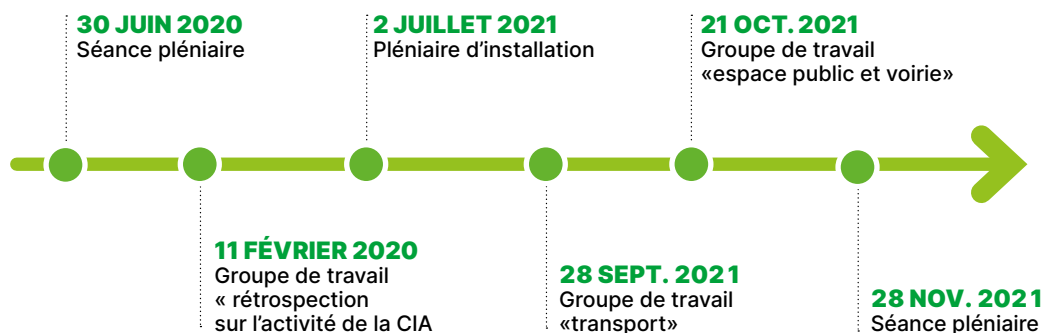 30 JUIN 2020
Séance pléniaire
2 JUILLET 2021
Pléniaire d'installation
21 OCT. 2021
Groupe de travail
«espace public et voirie»
11 FÉVRIER 2020
Groupe de travail
« rétrospection
sur l'activité de la CIA
28 SEPT. 2021
Groupe de travail
«transport»
28 NOV. 2021
Séance pléniaire